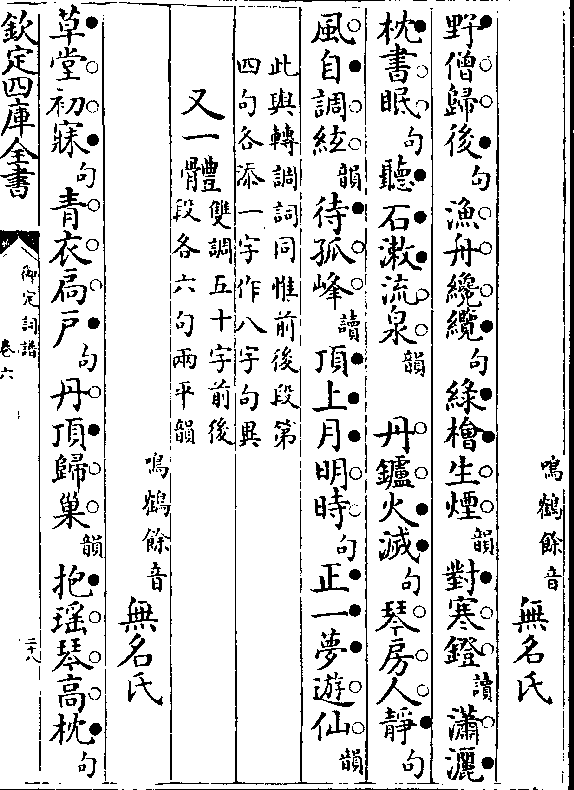 鳴鶴餘音 無名氏
野僧歸後句漁舟纔纜句綠檜生煙韻對寒鐙讀瀟灑
枕書眠句聽石漱流泉韻 丹鑪火滅句琴房人靜句
風自調絃韻待孤峰讀頂上月明時句正一夢遊仙韻
此與轉調詞同惟前後段第
四句各添一字作八字句異
又一體雙調五十字前後
段各六句兩平韻
鳴鶴餘音 無名氏
草堂初寐句青衣扃戶句丹頂歸巢韻抱瑶琴高枕句
欽定四庫全書
御定詞譜
卷六
二十八